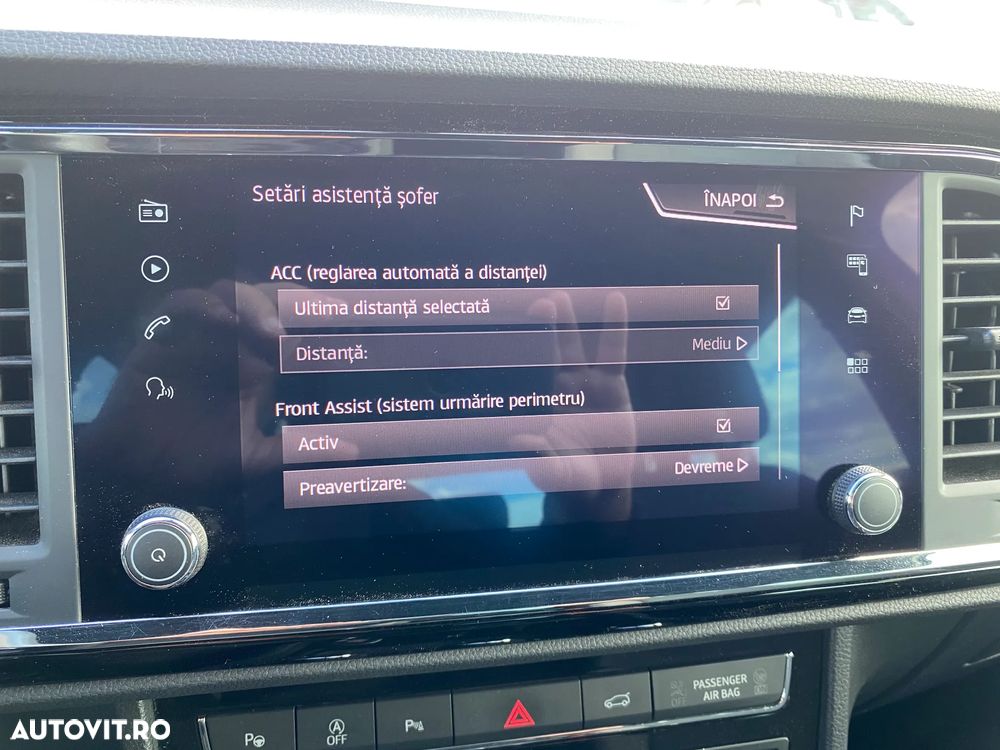 Setări asistență șofer
ÎNAPOI
ACC (reglarea automată a distanței)
Ultima distanță selectată
Distanță:
Mediu
Front Assist (sistem urmărire perimetru)
Activ
Preavertizare:
Devreme
P
A
OFF
P
PASSENGER
AIR BAG
AUTOVIT.RO